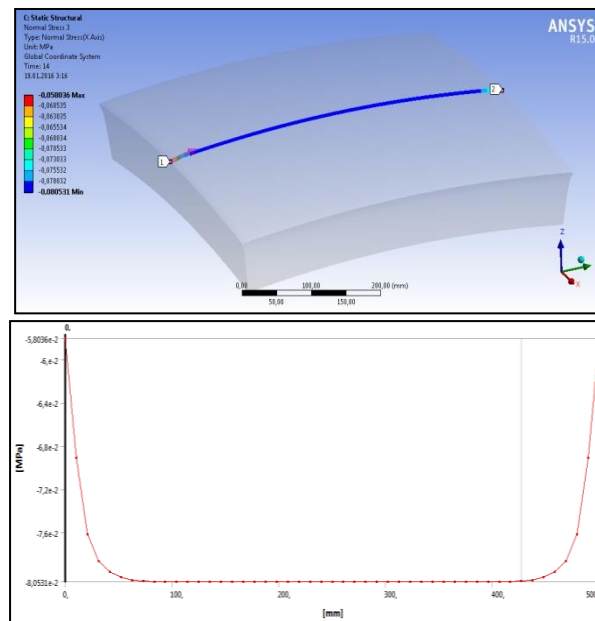 C: Static Structural
Normal Stress 3
Type: Normal Stress(X Axis)
Unit: MPa
Global Coordinate System
Time: 14
19.01.2016 3:16
ANSYS
R15.0
-0,058036 Max
-0,060535
-0,063035
-0,065534
-0,068034
-0,070533
-0,073033
-0,075532
-0,078032
-0,080531 Min
1
2
Z
X
0,00 100,00 200,00 (mm)
50,00 150,00
0,
-5,8036e-2
-6,e-2
-6,4e-2
-6,8e-2
-7,2e-2
-7,6e-2
-8,0531e-2
[MPa]
0, 100, 200, 300, 400, 500
[mm]